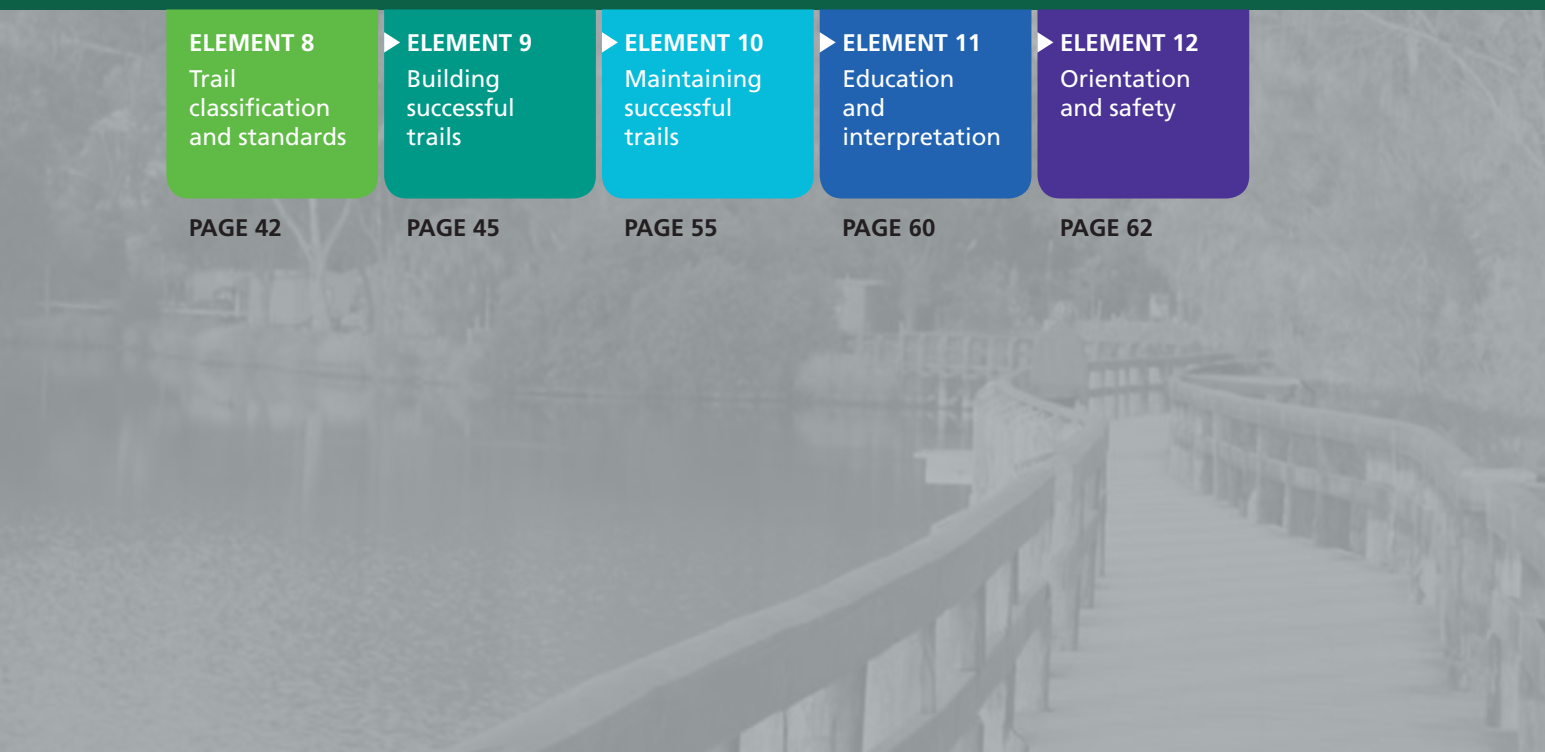 ELEMENT 8
Trail
classification
and standards
PAGE 42
ELEMENT 9
Building
successful
trails
PAGE 45
ELEMENT 10
Maintaining
successful
trails
PAGE 55
ELEMENT 11
Education
and
interpretation
PAGE 60
ELEMENT 12
Orientation
and safety
PAGE 62